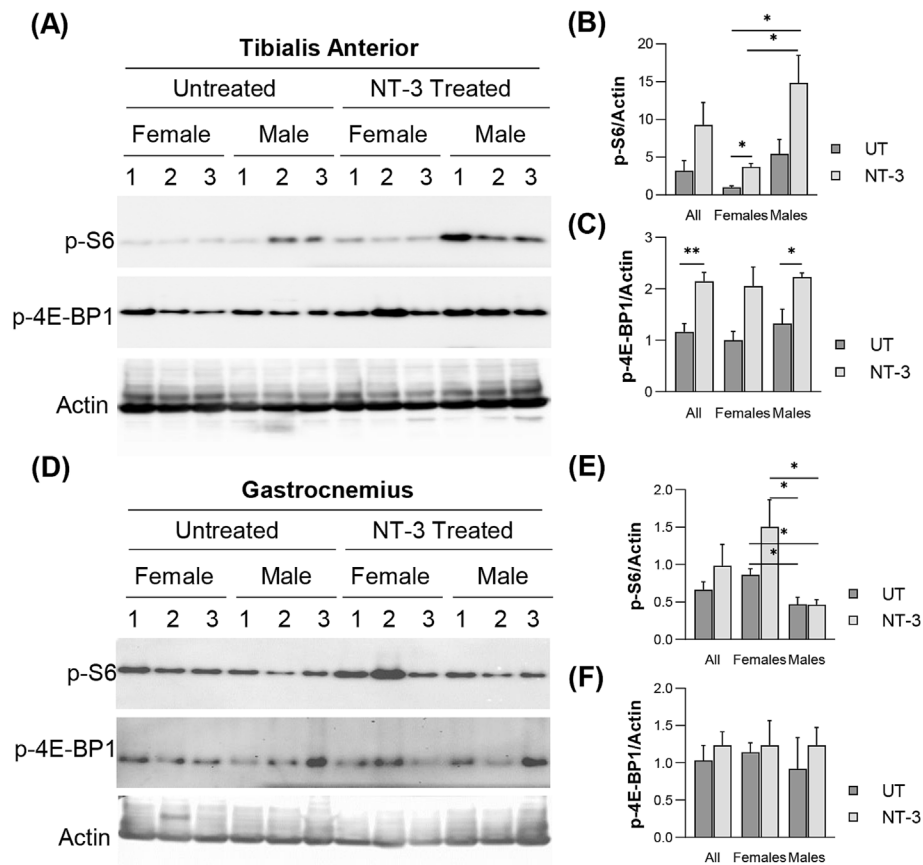 (A)
Tibialis Anterior
Untreated NT-3 Treated
Female Male Female Male
1 2 3 1 2 3 1 2 3 1 2 3
p-S6
p-4E-BP1
Actin
(B)
p-S6/Actin
20
15
10
5
0
* * *
All Females Males
UT
NT-3
(C)
p-4E-BP1/Actin
3
2
1
0
** *
All Females Males
UT
NT-3
(D)
Gastrocnemius
Untreated NT-3 Treated
Female Male Female Male
1 2 3 1 2 3 1 2 3 1 2 3
p-S6
p-4E-BP1
Actin
(E)
p-S6/Actin
2.0
1.5
1.0
0.5
0.0
* * * *
All Females Males
UT
NT-3
(F)
p-4E-BP1/Actin
2.0
1.5
1.0
0.5
0.0
All Females Males
UT
NT-3